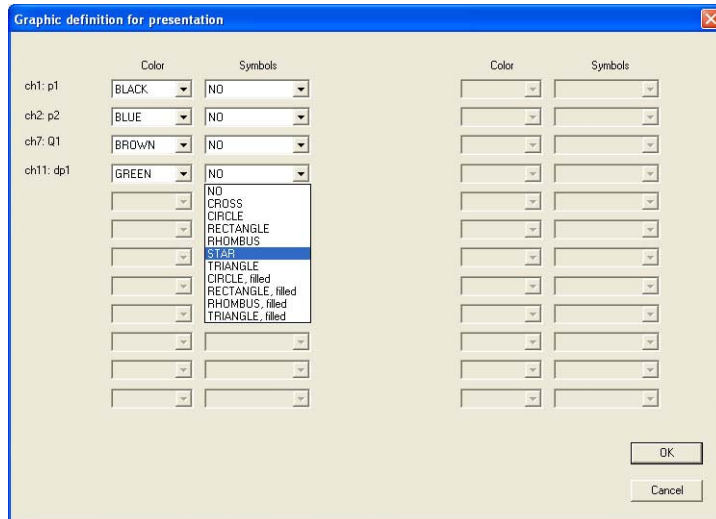 Graphic definition for presentation
Color Symbols Color Symbols
ch1: p1 BLACK NO
ch2: p2 BLUE NO
ch7: Q1 BROWN NO
ch11: dp1 GREEN NO
NO
CROSS
CIRCLE
RECTANGLE
RHOMBUS
STAR
TRIANGLE
CIRCLE, filled
RECTANGLE, filled
RHOMBUS, filled
TRIANGLE, filled
OK
Cancel